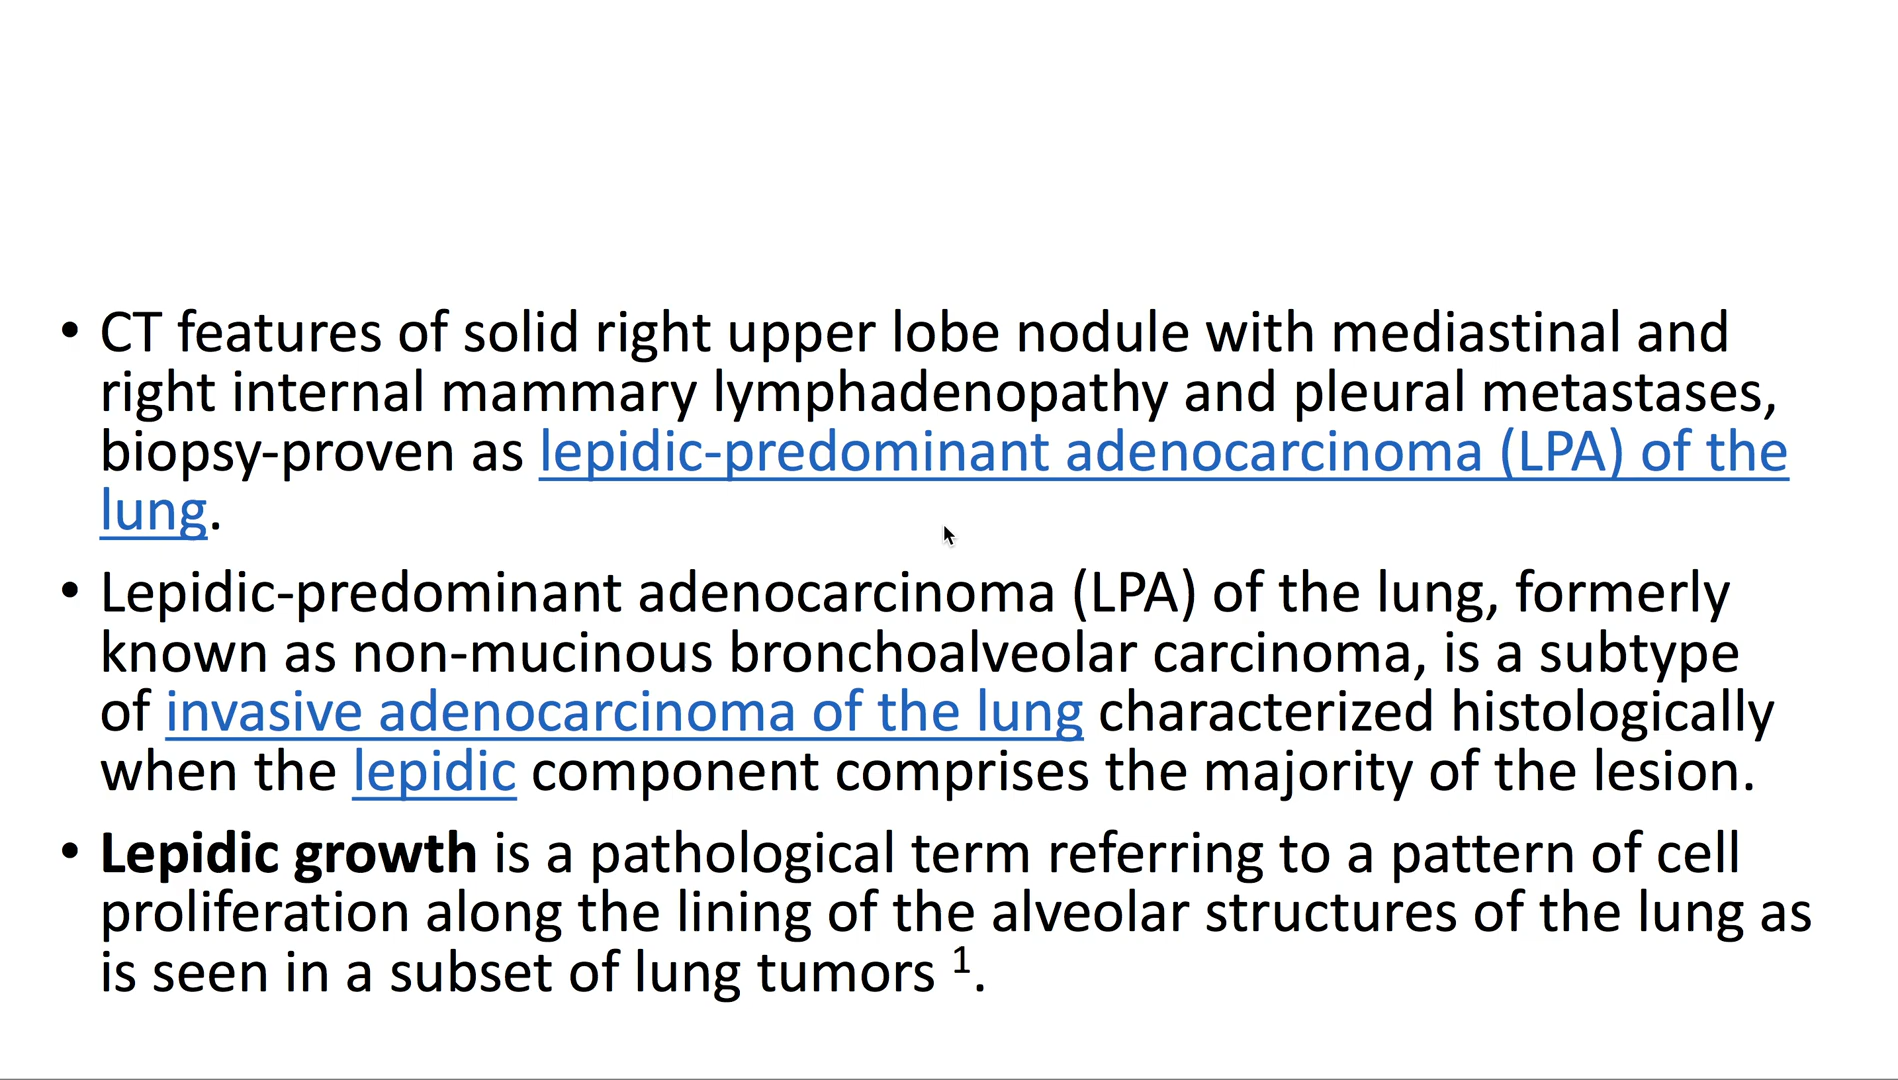 • CT features of solid right upper lobe nodule with mediastinal and
right internal mammary lymphadenopathy and pleural metastases,
biopsy-proven as lepidic-predominant adenocarcinoma (LPA) of the
lung.
• Lepidic-predominant adenocarcinoma (LPA) of the lung, formerly
known as non-mucinous bronchoalveolar carcinoma, is a subtype
of invasive adenocarcinoma of the lung characterized histologically
when the lepidic component comprises the majority of the lesion.
• Lepidic growth is a pathological term referring to a pattern of cell
proliferation along the lining of the alveolar structures of the lung as
is seen in a subset of lung tumors ¹.